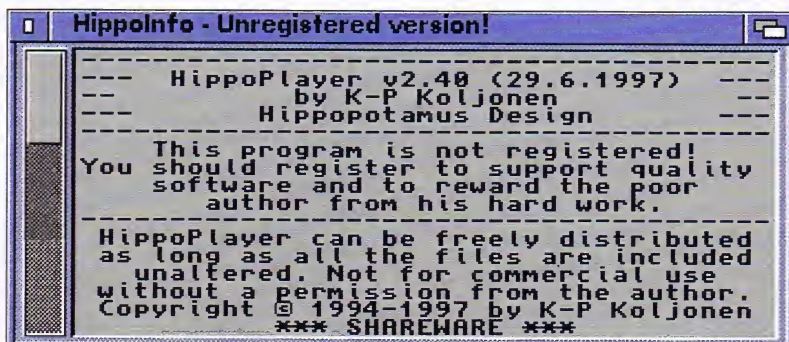 HippoInfo - Unregistered version!
--- HippoPlayer v2.40 (29.6.1997) ---
-- by K-P Koljonen --
--- Hippopotamus Design ---
This program is not registered!
You should register to support quality
software and to reward the poor
author from his hard work.
HippoPlayer can be freely distributed
as long as all the files are included
unaltered. Not for commercial use
without a permission from the author.
Copyright © 1994-1997 by K-P Koljonen
*** SHAREWARE ***